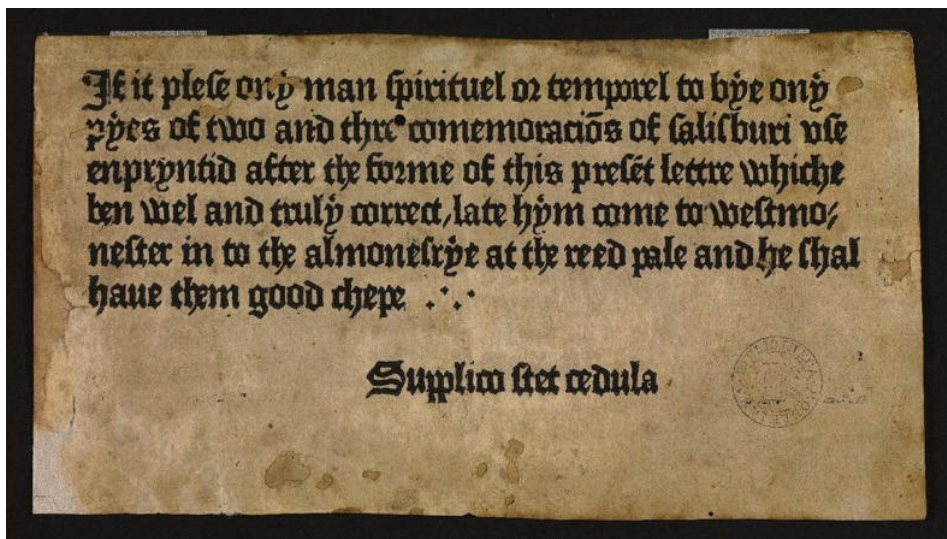 If it plese ony man spirituel or temporel to bye ony
pyes of two and thre comemoraciōs of salisburi vse
enpryntid after the forme of this presēt lettre whiche
ben wel and truly correct, late hym come to westmo⸗
nester in to the almonesrye at the reed pale and he shal
haue them good chepe .·.·
Supplico stet cedula